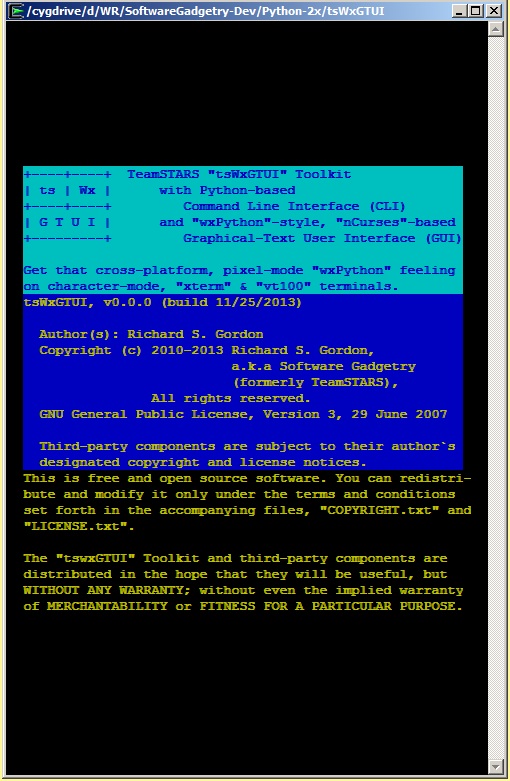 /cygdrive/d/WR/SoftwareGadgetry-Dev/Python-2x/tsWxGTUI
+----+----+  TeamSTARS "tsWxGTUI" Toolkit
| ts | Wx |      with Python-based
+----+----+         Command Line Interface (CLI)
| G T U I |      and "wxPython"-style, "nCurses"-based
+---------+         Graphical-Text User Interface (GUI)
Get that cross-platform, pixel-mode "wxPython" feeling
on character-mode, "xterm" & "vt100" terminals.
tsWxGTUI, v0.0.0 (build 11/25/2013)
Author(s): Richard S. Gordon
Copyright (c) 2010-2013 Richard S. Gordon,
a.k.a Software Gadgetry
(formerly TeamSTARS),
All rights reserved.
GNU General Public License, Version 3, 29 June 2007
Third-party components are subject to their author`s
designated copyright and license notices.
This is free and open source software. You can redistri-
bute and modify it only under the terms and conditions
set forth in the accompanying files, "COPYRIGHT.txt" and
"LICENSE.txt".
The "tswxGTUI" Toolkit and third-party components are
distributed in the hope that they will be useful, but
WITHOUT ANY WARRANTY; without even the implied warranty
of MERCHANTABILITY or FITNESS FOR A PARTICULAR PURPOSE.